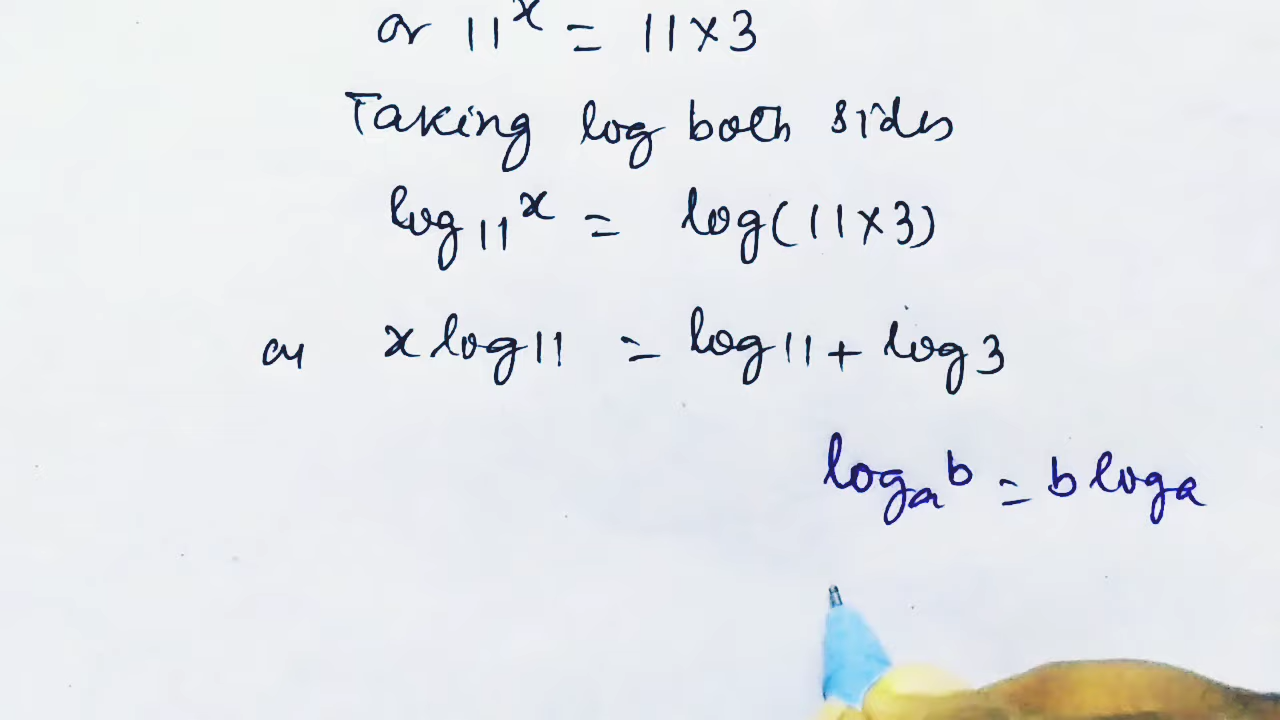 or 11^x = 11×3
Taking log both sides
log 11^x = log(11×3)
or x log 11 = log 11 + log 3
log a^b = b log a